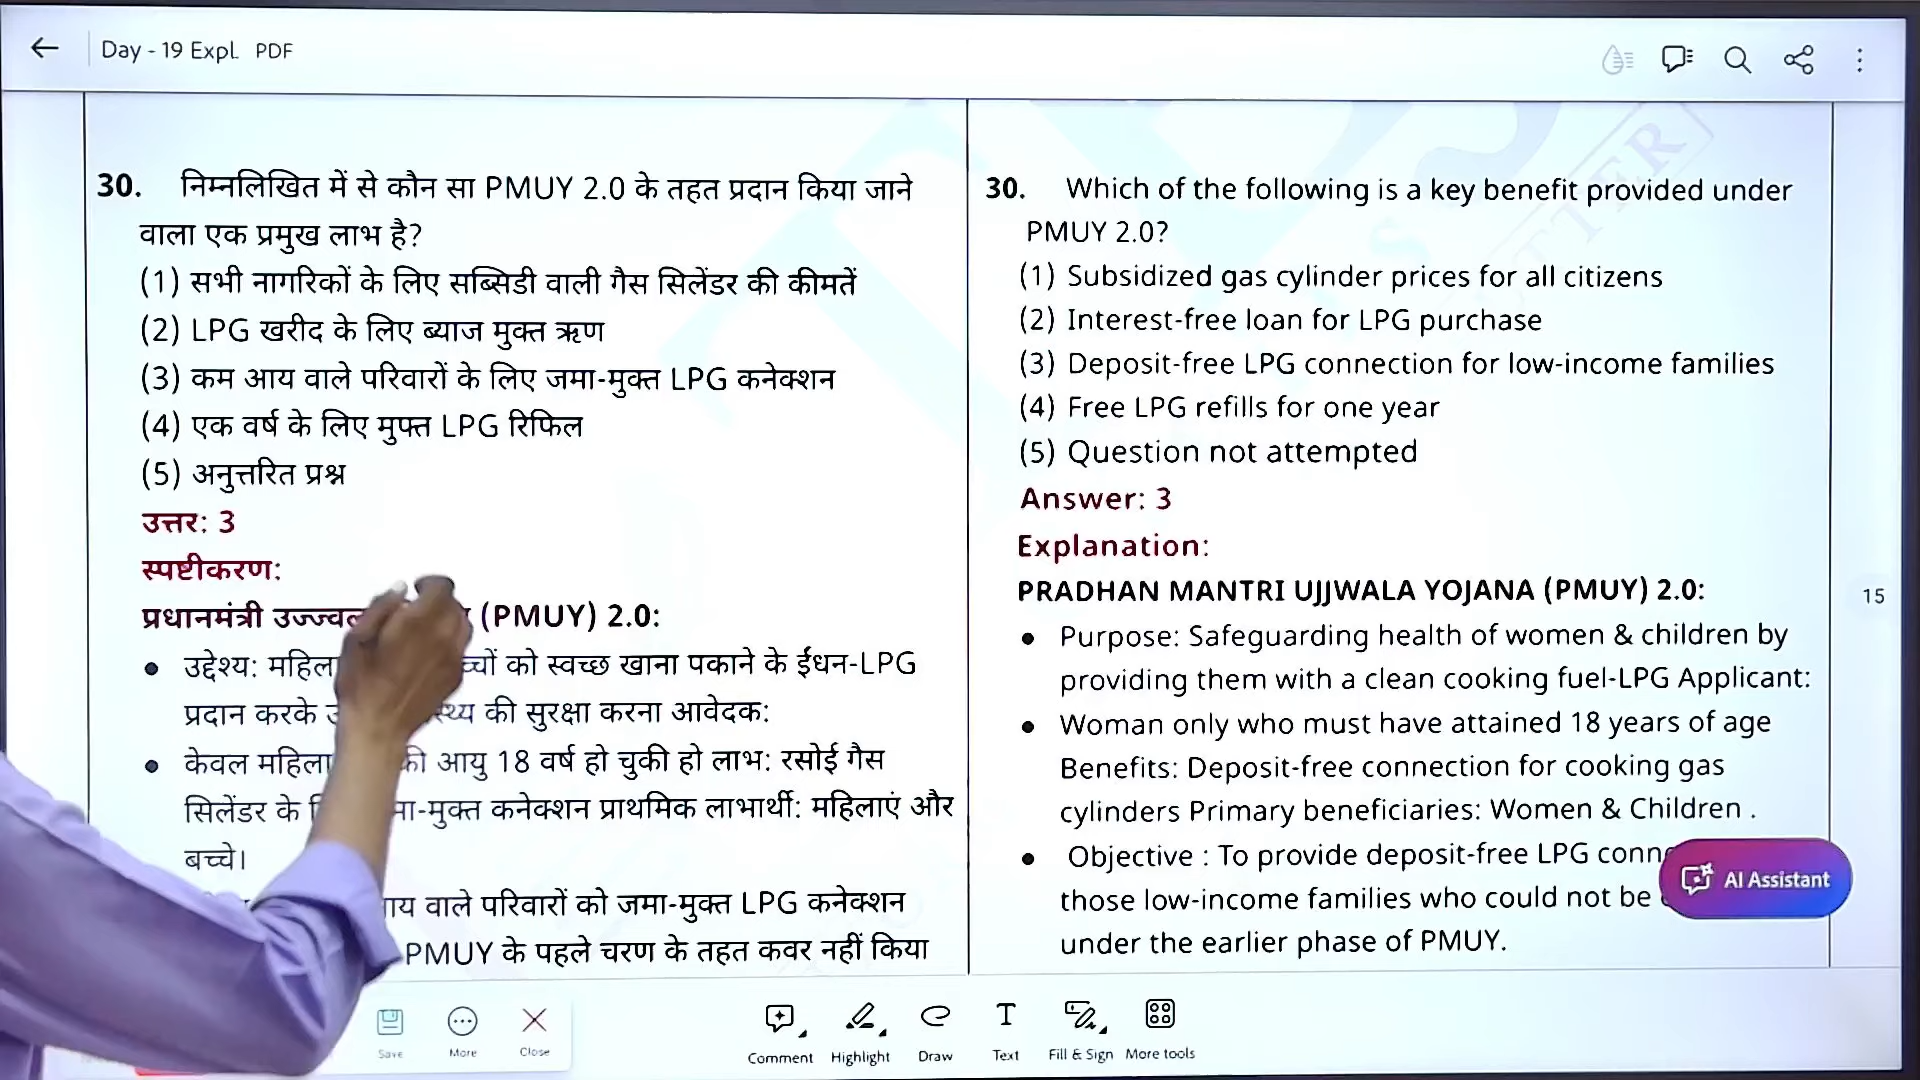 Day - 19 Expl. PDF
30. निम्नलिखित में से कौन सा PMUY 2.0 के तहत प्रदान किया जाने
वाला एक प्रमुख लाभ है?
(1) सभी नागरिकों के लिए सब्सिडी वाली गैस सिलेंडर की कीमतें
(2) LPG खरीद के लिए ब्याज मुक्त ऋण
(3) कम आय वाले परिवारों के लिए जमा-मुक्त LPG कनेक्शन
(4) एक वर्ष के लिए मुफ्त LPG रिफिल
(5) अनुत्तरित प्रश्न
उत्तर: 3
स्पष्टीकरण:
प्रधानमंत्री (PMUY) 2.0:
उद्देश्य: को स्वच्छ खाना पकाने के ईंधन-LPG
प्रदान करके की सुरक्षा करना आवेदक:
केवल आयु 18 वर्ष हो चुकी हो लाभ: रसोई गैस
सिलेंडर के कनेक्शन प्राथमिक लाभार्थी: महिलाएं और
बच्चे।
वाले परिवारों को जमा-मुक्त LPG कनेक्शन
PMUY के पहले चरण के तहत कवर नहीं किया
30. Which of the following is a key benefit provided under
PMUY 2.0?
(1) Subsidized gas cylinder prices for all citizens
(2) Interest-free loan for LPG purchase
(3) Deposit-free LPG connection for low-income families
(4) Free LPG refills for one year
(5) Question not attempted
Answer: 3
Explanation:
PRADHAN MANTRI UJJWALA YOJANA (PMUY) 2.0:
Purpose: Safeguarding health of women & children by
providing them with a clean cooking fuel-LPG Applicant:
Woman only who must have attained 18 years of age
Benefits: Deposit-free connection for cooking gas
cylinders Primary beneficiaries: Women & Children .
Objective : To provide deposit-free LPG
those low-income families who could not be
under the earlier phase of PMUY.
15
AI Assistant
Save More Close
Comment Highlight Draw Text Fill & Sign More tools